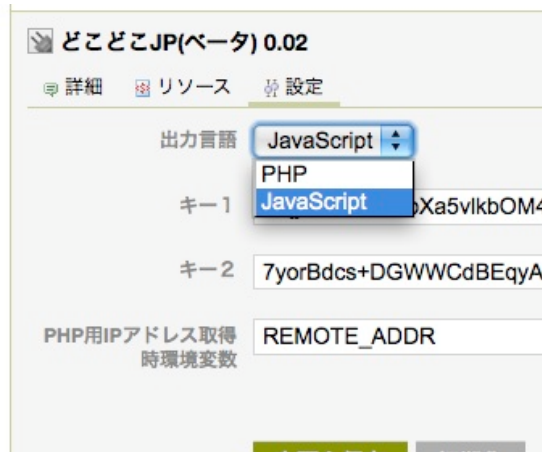 どこどこJP(ベータ) 0.02
詳細 リソース 設定
出力言語 JavaScript
PHP
JavaScript
キー1 Xa5vlkbOM4
キー2 7yorBdcs+DGWWCdBEqyA
PHP用IPアドレス取得 REMOTE_ADDR
時環境変数